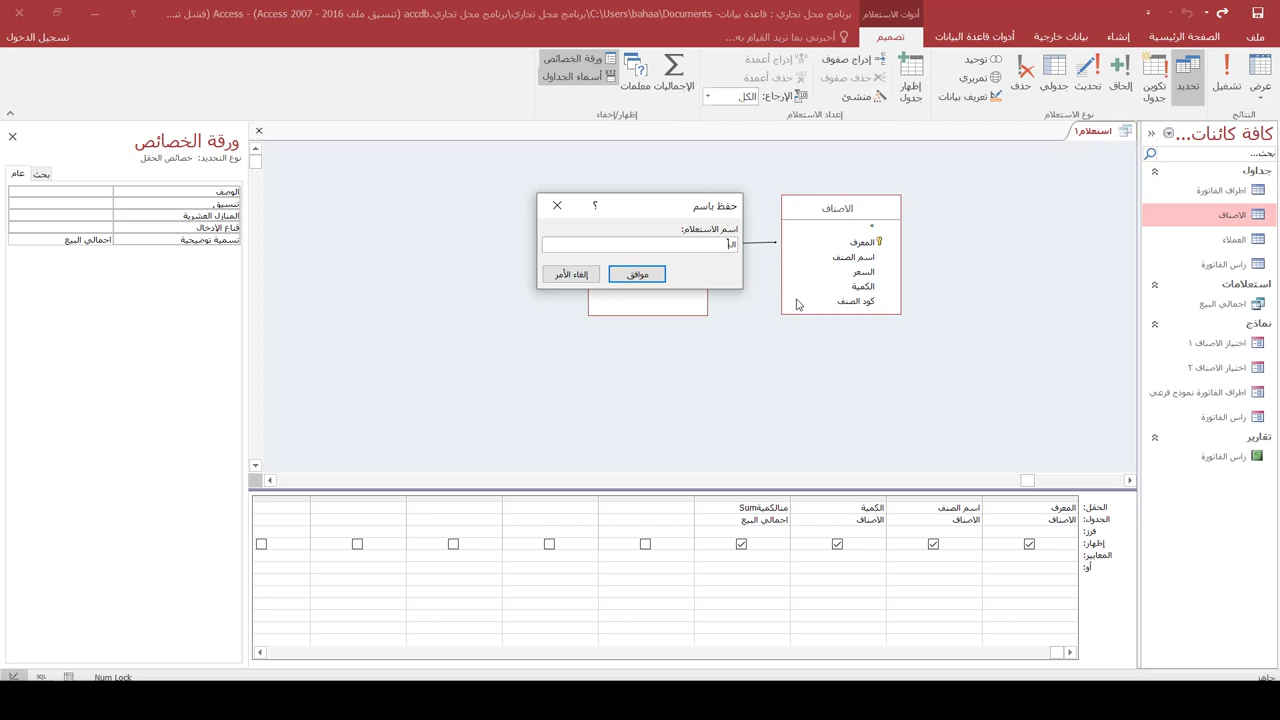 برنامج محل تجاري : قاعدة بيانات- C:\Users\bahaa\Documents\برنامج محل تجاري\برنامج محل تجاري.accdb (تنسيق ملف Access 2007 - 2016) - Access (فشل تنـ...
أدوات الاستعلام
ملف
الصفحة الرئيسية
إنشاء
بيانات خارجية
أدوات قاعدة البيانات
تصميم
أخبرني بما تريد القيام به...
تسجيل الدخول
عرض
تشغيل
تحديد
تكوين جدول
إلحاق
تحديث
جدولي
حذف
توحيد
تمريري
تعريف بيانات
إظهار جدول
إدراج صفوف
حذف صفوف
منشئ
إدراج أعمدة
حذف أعمدة
الإرجاع:
الكل
الإجماليات
معلمات
ورقة الخصائص
أسماء الجداول
النتائج
نوع الاستعلام
إعداد الاستعلام
إظهار/إخفاء
كافة كائنات...
بحث...
جداول
اطراف الفاتورة
الاصناف
العملاء
راس الفاتورة
استعلامات
اجمالي البيع
نماذج
اختيار الاصناف ١
اختيار الاصناف ٢
اطراف الفاتورة نموذج فرعي
راس الفاتورة
تقارير
راس الفاتورة
استعلام١
الاصناف
*
المعرف
اسم الصنف
السعر
الكمية
كود الصنف
حفظ باسم
؟
اسم الاستعلام:
ال
موافق
إلغاء الأمر
ورقة الخصائص
نوع التحديد: خصائص الحقل
عام
بحث
الوصف
تنسيق
المنازل العشرية
قناع الإدخال
تسمية توضيحية
اجمالي البيع
الحقل: المعرف اسم الصنف الكمية Sumمنالكمية
الجدول: الاصناف الاصناف الاصناف اجمالي البيع
فرز:
إظهار:
المعايير:
أو:
جاهز
Num Lock
SQL